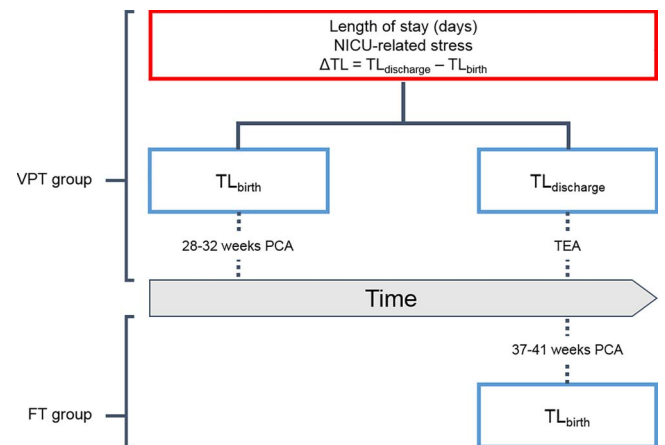 Length of stay (days)
NICU-related stress
ΔTL = TLdischarge – TLbirth
VPT group
TLbirth
TLdischarge
28-32 weeks PCA
TEA
Time
37-41 weeks PCA
FT group
TLbirth